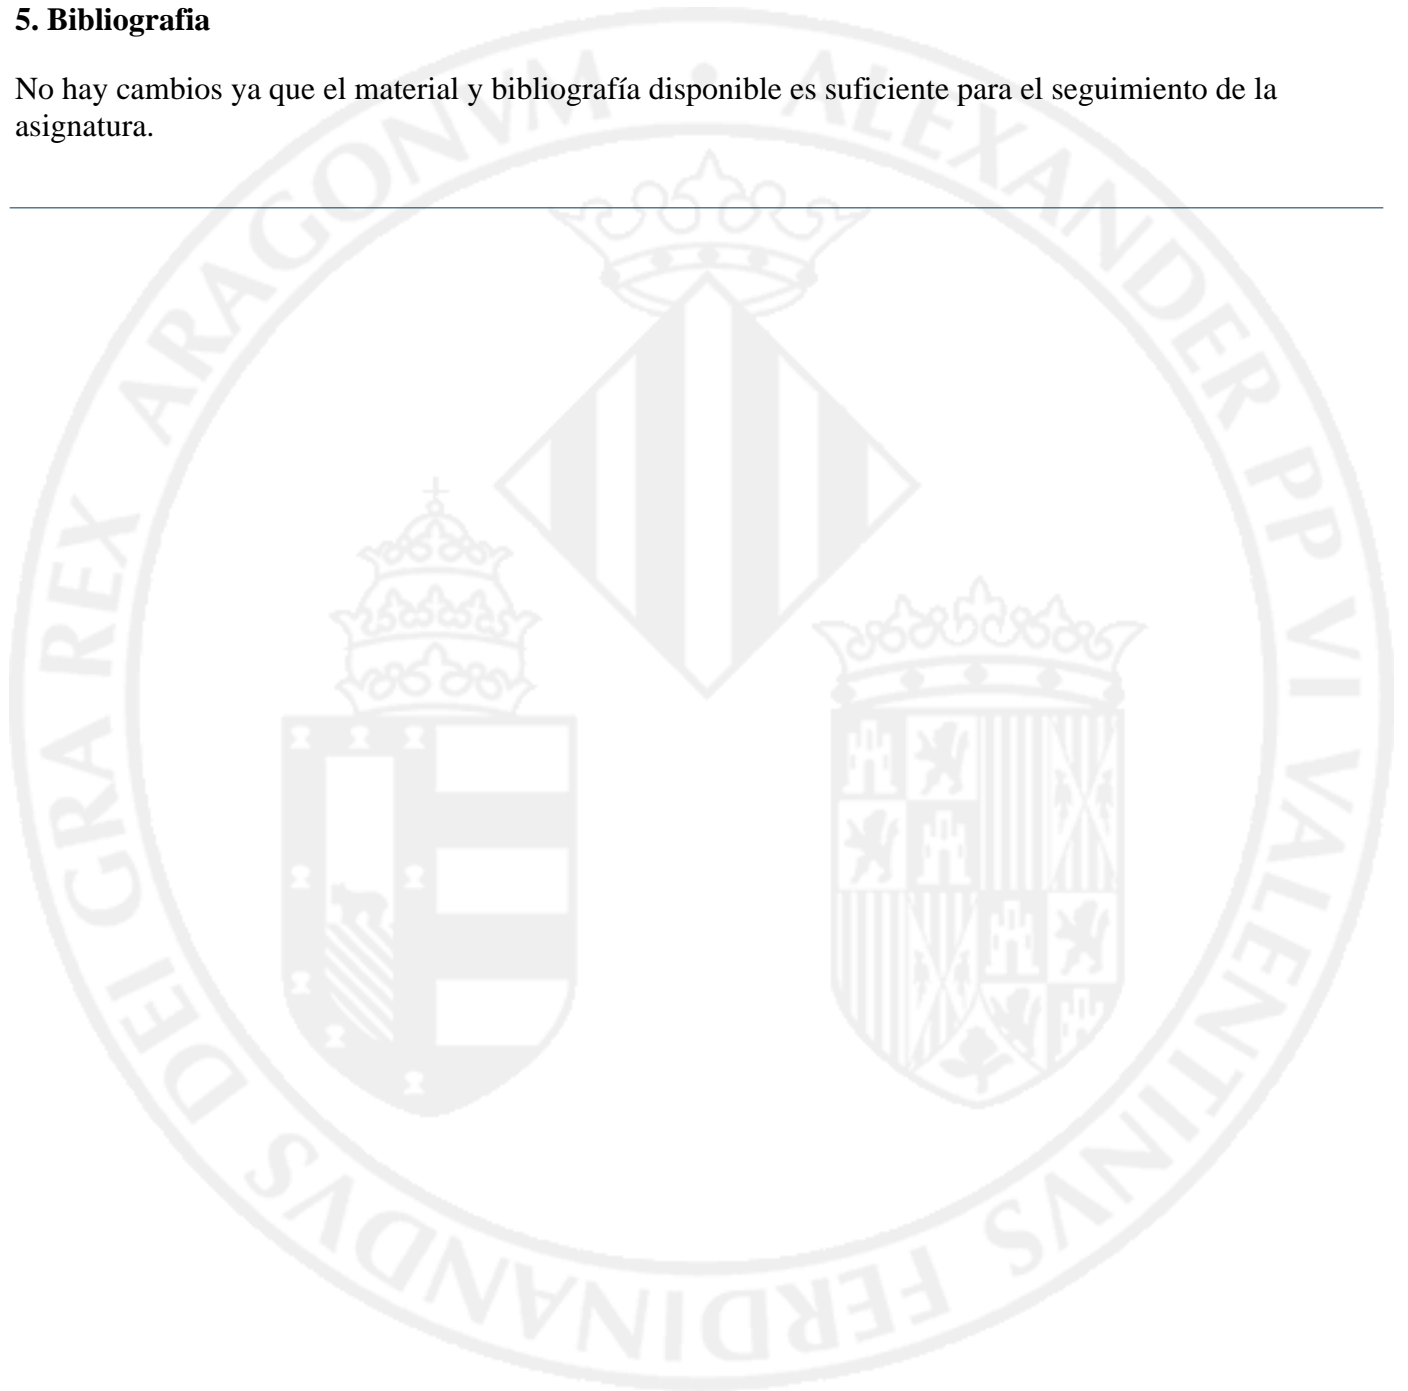 5. Bibliografia
No hay cambios ya que el material y bibliografía disponible es suficiente para el seguimiento de la
asignatura.
• ALEXANDER PP VI VALENTINVS FERDINANDVS DEI GRA REX ARAGONVM